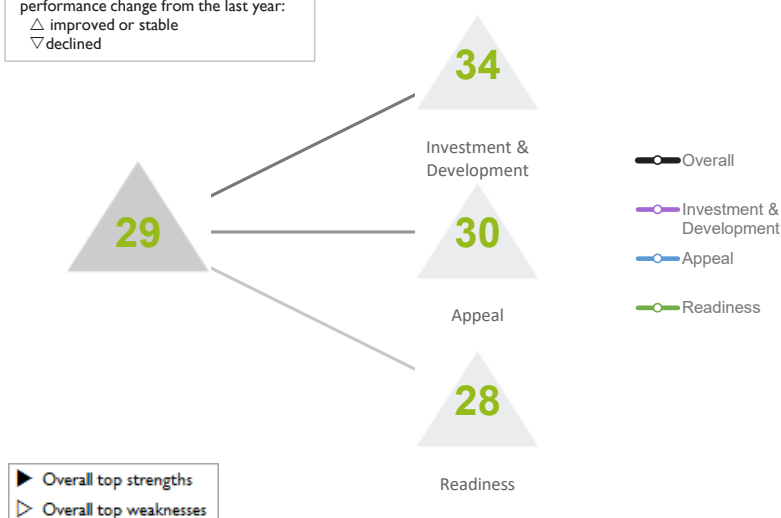 performance change from the last year:
△ improved or stable
▽ declined
34
Investment &
Development
29
30
Appeal
28
Readiness
Overall
Investment &
Development
Appeal
Readiness
▶ Overall top strengths
▷ Overall top weaknesses